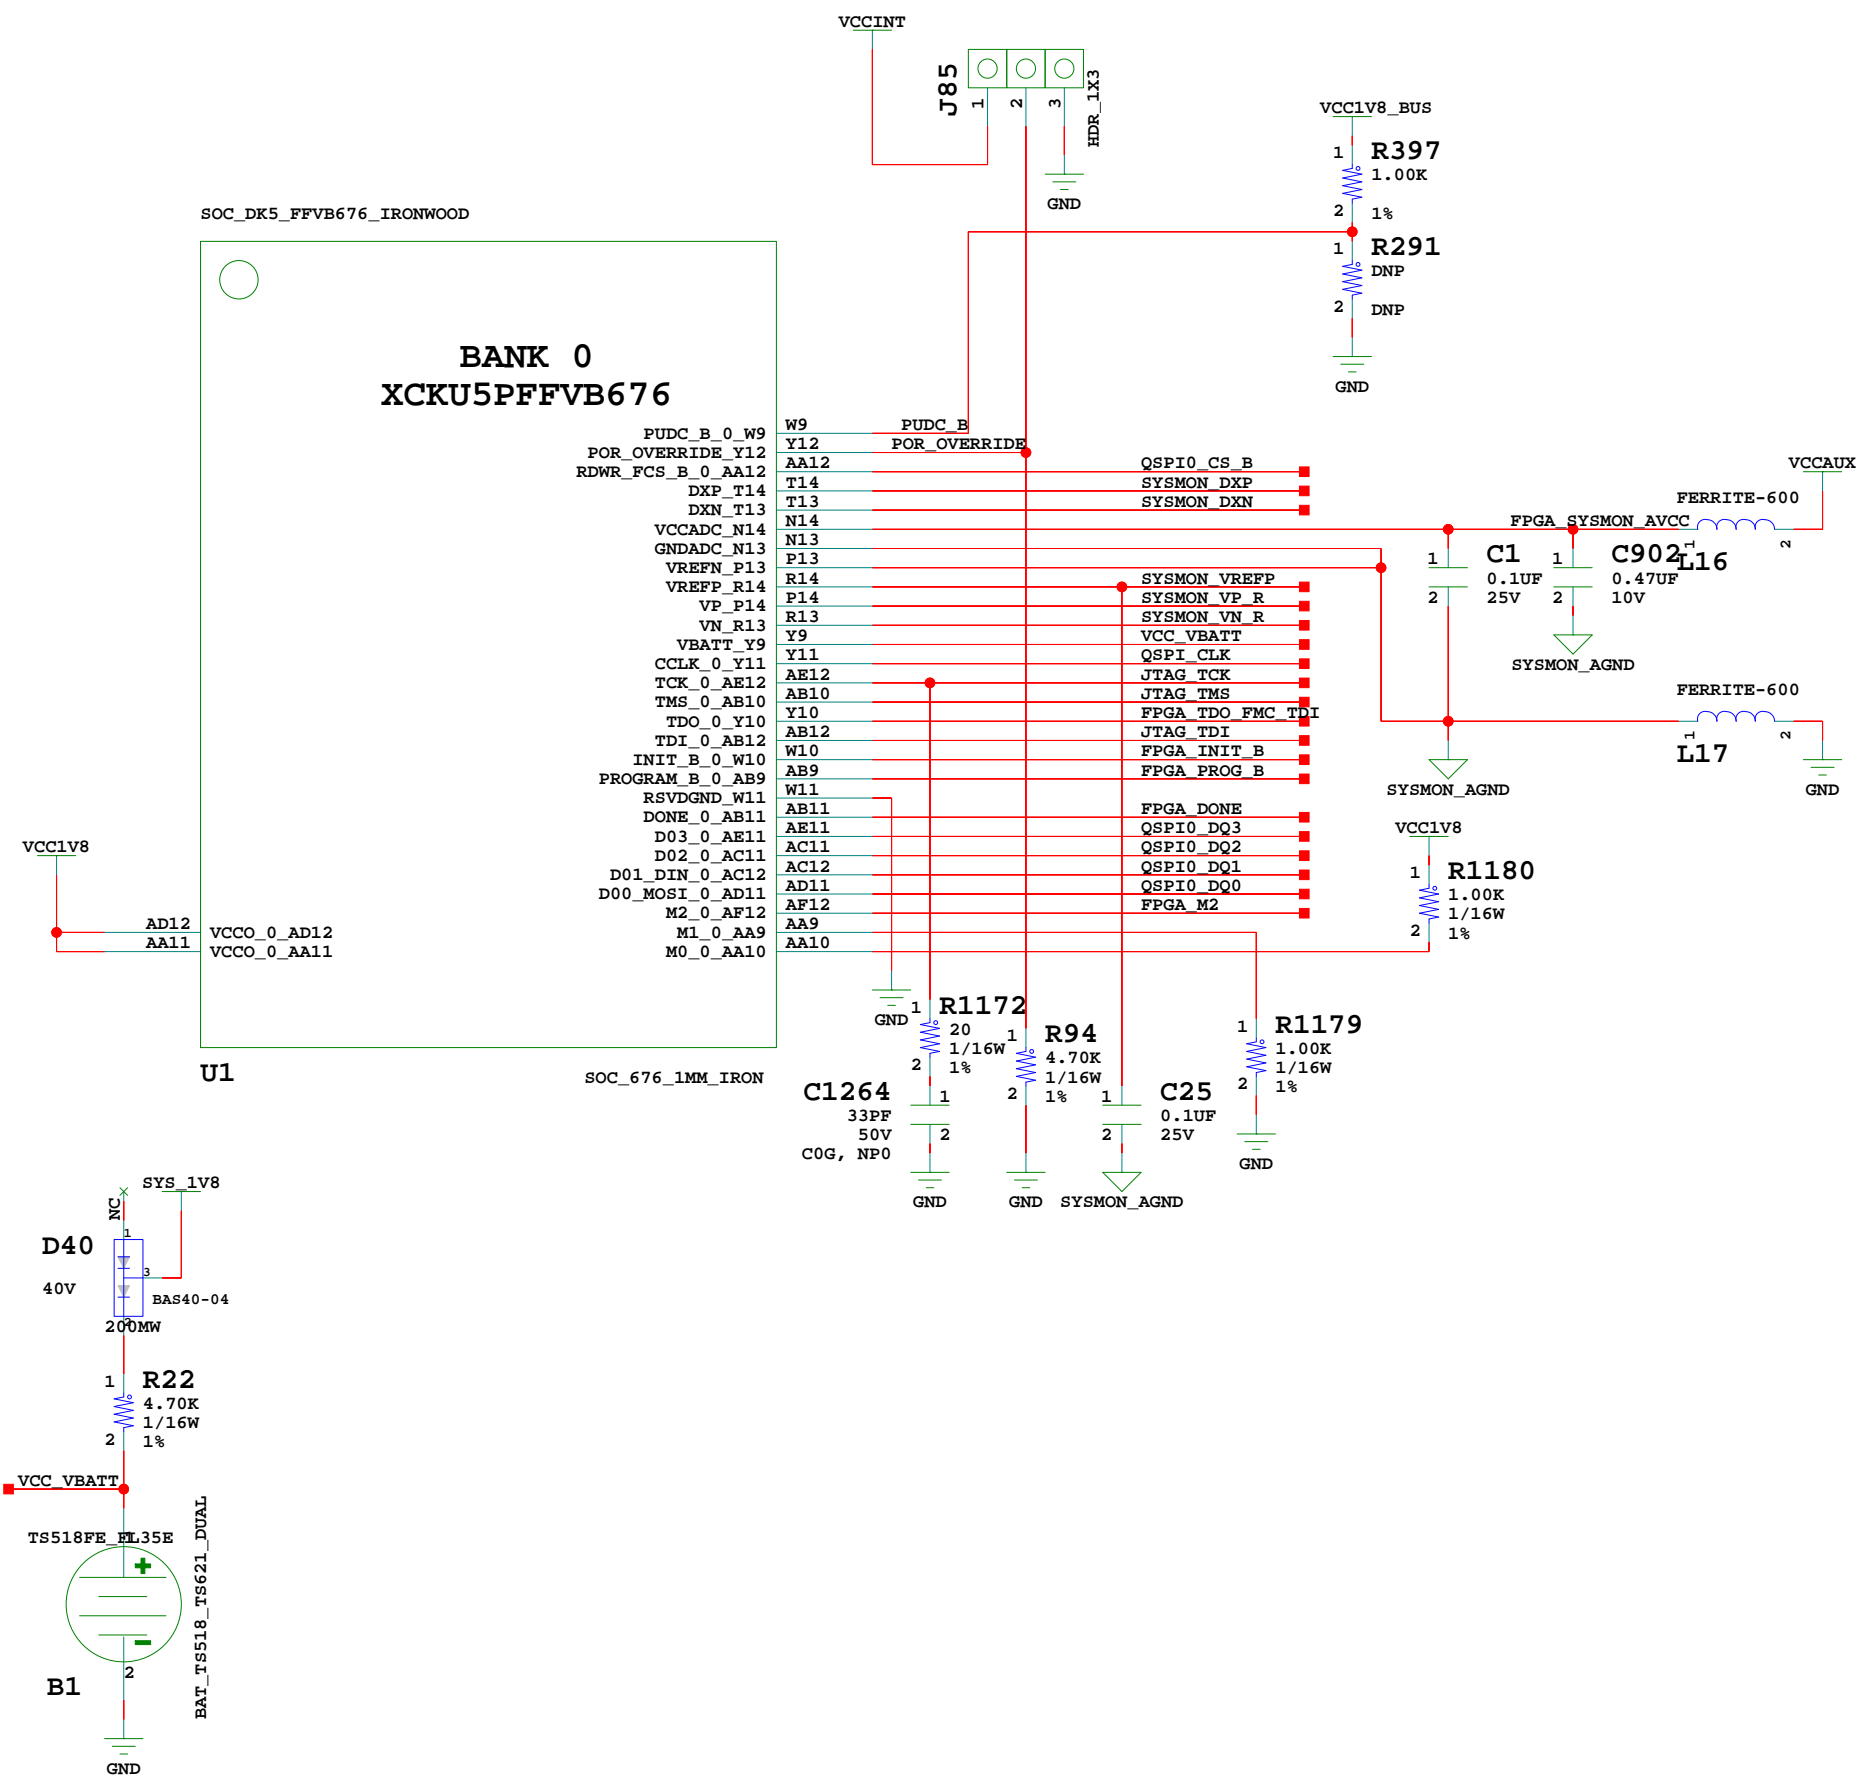 VCCINT
J85
1
2
3
HDR_1X3
GND
VCC1V8_BUS
1
R397
1.00K
2
1%
1
R291
DNP
2
DNP
GND
SOC_DK5_FFVB676_IRONWOOD
BANK 0
XCKU5PFFVB676
PUDC_B_0_W9 W9 PUDC_B
POR_OVERRIDE_Y12 Y12 POR_OVERRIDE
RDWR_FCS_B_0_AA12 AA12 QSPI0_CS_B
DXP_T14 T14 SYSMON_DXP
DXN_T13 T13 SYSMON_DXN
VCCADC_N14 N14 FPGA_SYSMON_AVCC
GNDADC_N13 N13
VREFN_P13 P13
VREFP_R14 R14 SYSMON_VREFP
VP_P14 P14 SYSMON_VP_R
VN_R13 R13 SYSMON_VN_R
VBATT_Y9 Y9 VCC_VBATT
CCLK_0_Y11 Y11 QSPI_CLK
TCK_0_AE12 AE12 JTAG_TCK
TMS_0_AB10 AB10 JTAG_TMS
TDO_0_Y10 Y10 FPGA_TDO_FMC_TDI
TDI_0_AB12 AB12 JTAG_TDI
INIT_B_0_W10 W10 FPGA_INIT_B
PROGRAM_B_0_AB9 AB9 FPGA_PROG_B
RSVDGND_W11 W11
DONE_0_AB11 AB11 FPGA_DONE
D03_0_AE11 AE11 QSPI0_DQ3
D02_0_AC11 AC11 QSPI0_DQ2
D01_DIN_0_AC12 AC12 QSPI0_DQ1
D00_MOSI_0_AD11 AD11 QSPI0_DQ0
M2_0_AF12 AF12 FPGA_M2
M1_0_AA9 AA9
M0_0_AA10 AA10
VCCAUX
FERRITE-600
1
2
L16
1
C1
0.1UF
2
25V
1
C902
0.47UF
2
10V
SYSMON_AGND
FERRITE-600
1
2
L17
SYSMON_AGND
GND
VCC1V8
1
R1180
1.00K
1/16W
2
1%
VCC1V8
AD12 VCCO_0_AD12
AA11 VCCO_0_AA11
U1
SOC_676_1MM_IRON
GND
1
R1172
20
1/16W
2
1%
C1264
1
33PF
50V
2
C0G, NP0
GND
1
R94
4.70K
1/16W
2
1%
GND
1
C25
0.1UF
2
25V
SYSMON_AGND
1
R1179
1.00K
1/16W
2
1%
GND
SYS_1V8
NC
1
D40
3
40V
BAS40-04
2
200MW
1
R22
4.70K
1/16W
2
1%
VCC_VBATT
TS518FE_FL35E
1
BAT_TS518_TS621_DUAL
+
-
2
B1
GND